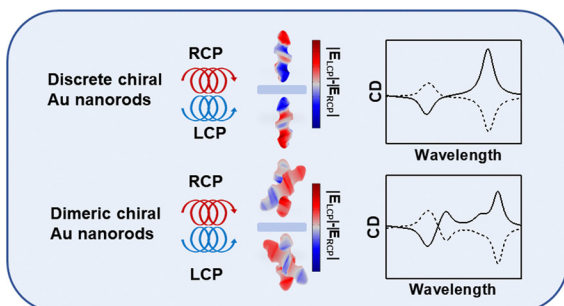 RCP
Discrete chiral
Au nanorods
LCP
|E_LCP|-|E_RCP|
CD
Wavelength
RCP
Dimeric chiral
Au nanorods
LCP
|E_LCP|-|E_RCP|
CD
Wavelength